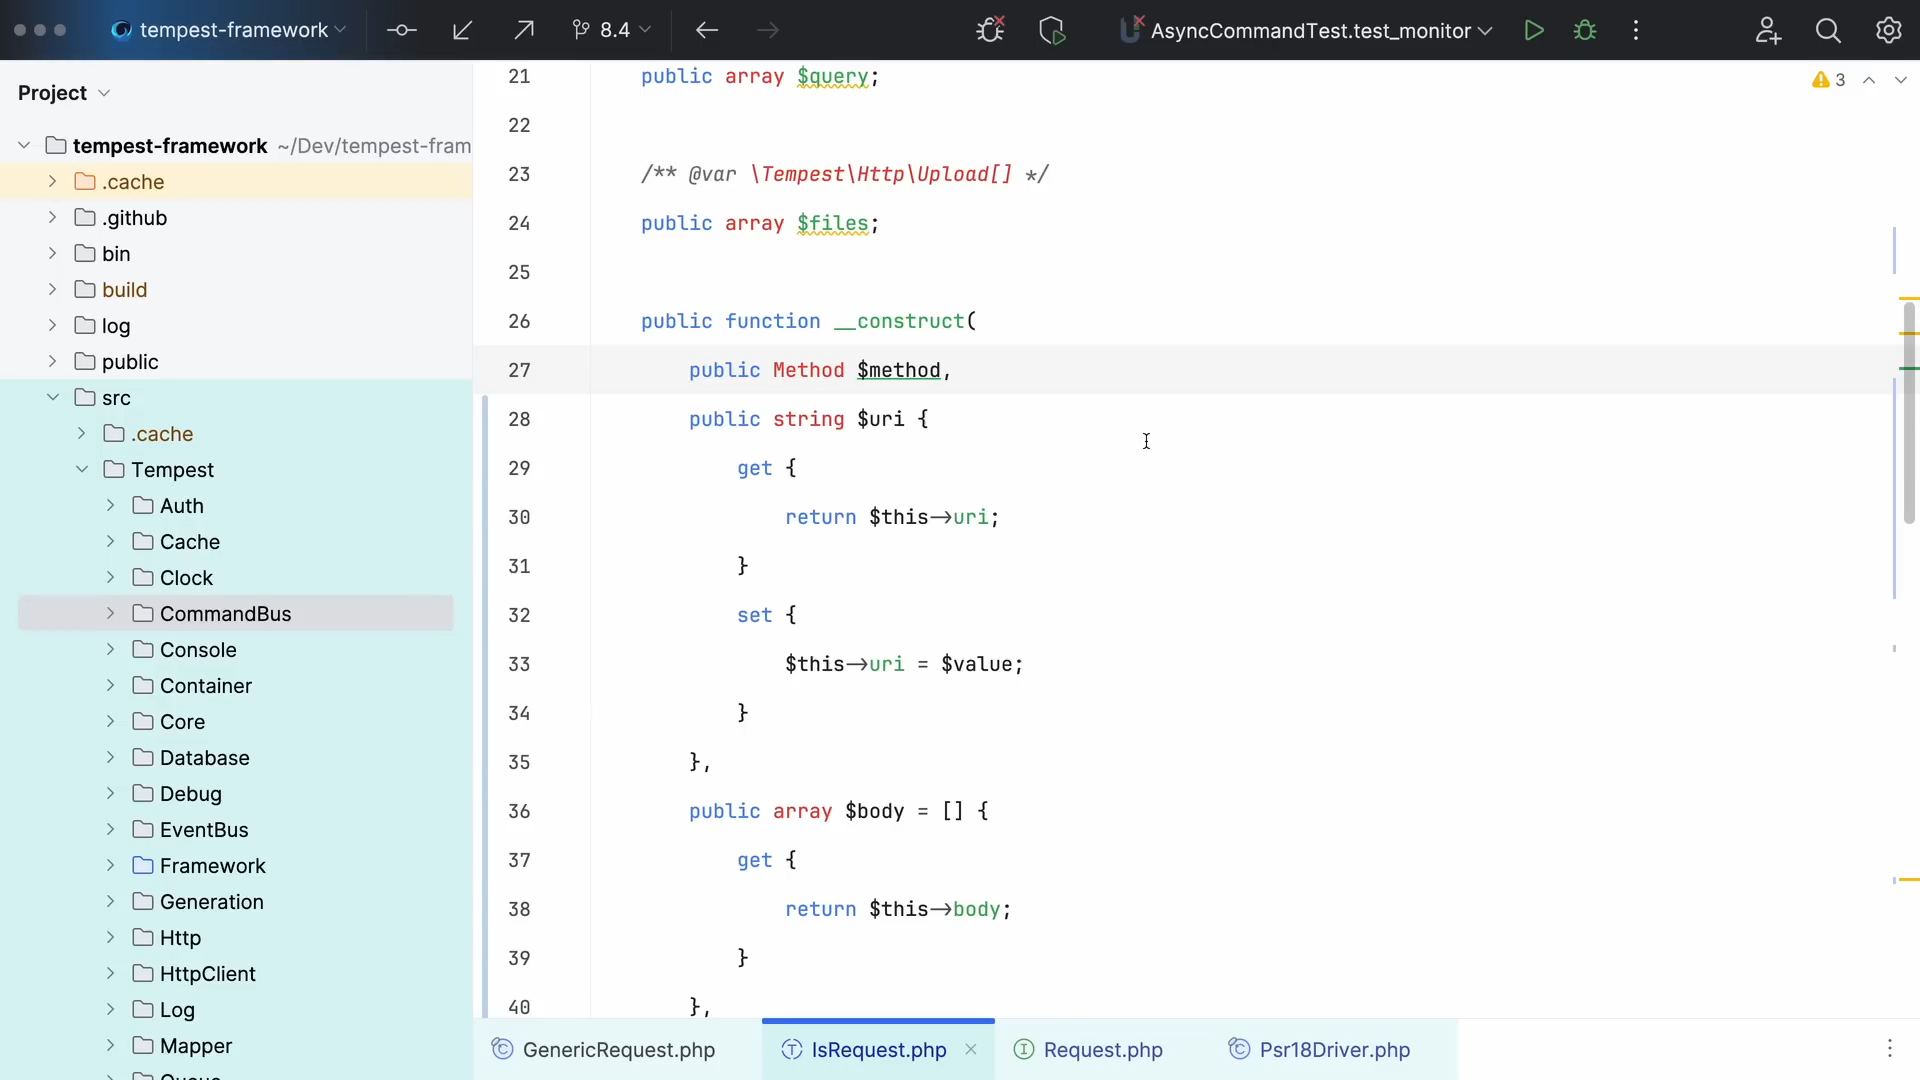 tempest-framework
8.4
AsyncCommandTest.test_monitor
Project
tempest-framework ~/Dev/tempest-fram
.cache
.github
bin
build
log
public
src
.cache
Tempest
Auth
Cache
Clock
CommandBus
Console
Container
Core
Database
Debug
EventBus
Framework
Generation
Http
HttpClient
Log
Mapper
Queue
3
21 public array $query;
22
23 /** @var \Tempest\Http\Upload[] */
24 public array $files;
25
26 public function __construct(
27 public Method $method,
28 public string $uri {
29 get {
30 return $this->uri;
31 }
32 set {
33 $this->uri = $value;
34 }
35 },
36 public array $body = [] {
37 get {
38 return $this->body;
39 }
40 },
GenericRequest.php
IsRequest.php
Request.php
Psr18Driver.php